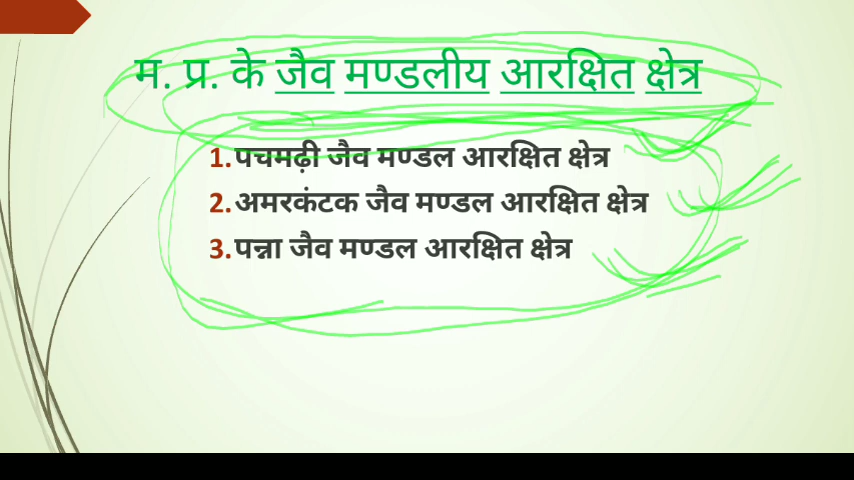 म. प्र. के जैव मण्डलीय आरक्षित क्षेत्र
1.पचमढ़ी जैव मण्डल आरक्षित क्षेत्र
2.अमरकंटक जैव मण्डल आरक्षित क्षेत्र
3.पन्ना जैव मण्डल आरक्षित क्षेत्र